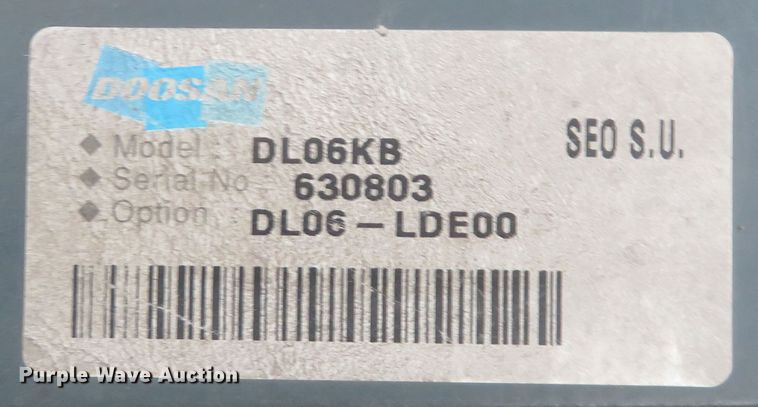 DOOSAN
◆ Model : DL06KB
SEO S.U.
◆ Serial No 630803
◆ Option : DL06 – LDE00
Purple Wave Auction